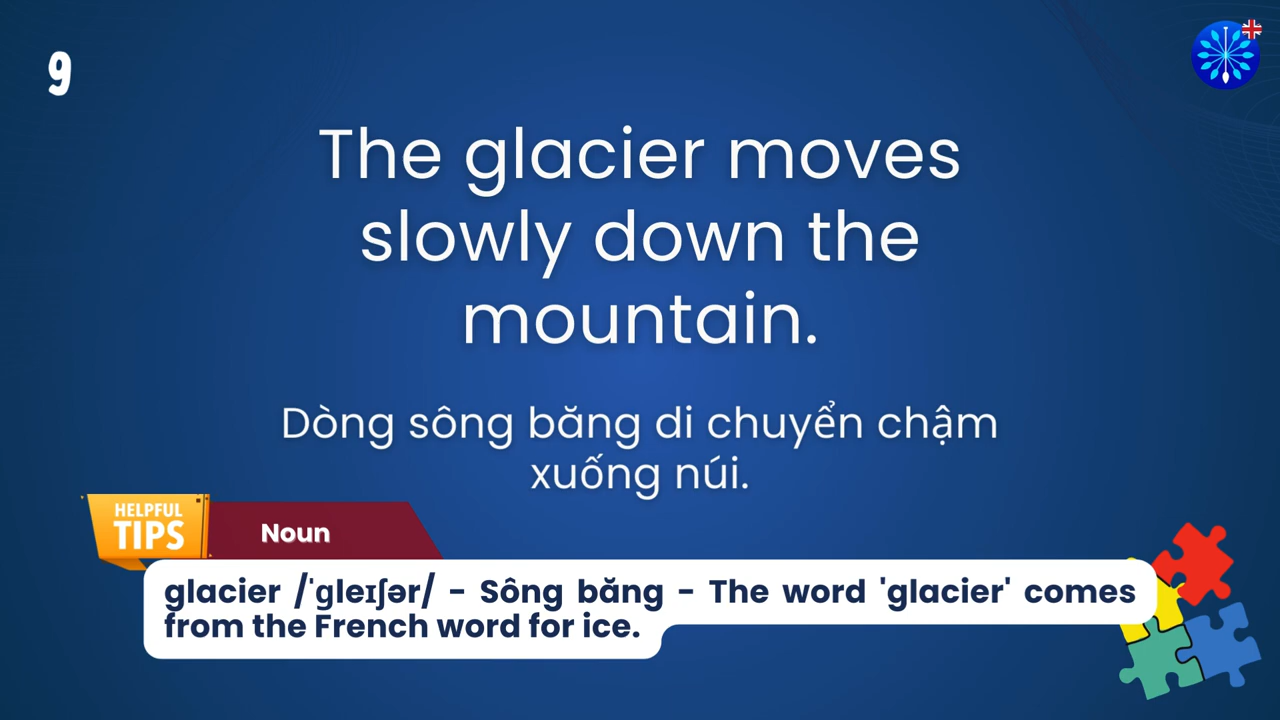 9
The glacier moves
slowly down the
mountain.
Dòng sông băng di chuyển chậm
xuống núi.
HELPFUL
TIPS
Noun
glacier /ˈɡleɪʃər/ - Sông băng - The word 'glacier' comes
from the French word for ice.